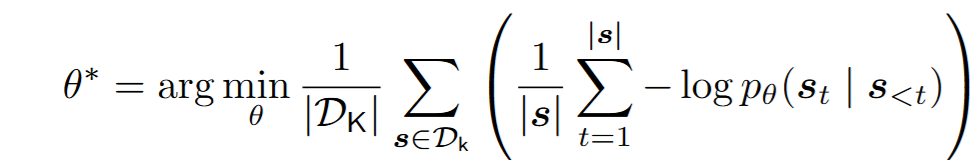 θ* = arg min_θ 1/|𝒟_K| ∑_{s∈𝒟_k} ( 1/|s| ∑_{t=1}^{|s|} − log p_θ(s_t | s_{<t}) )